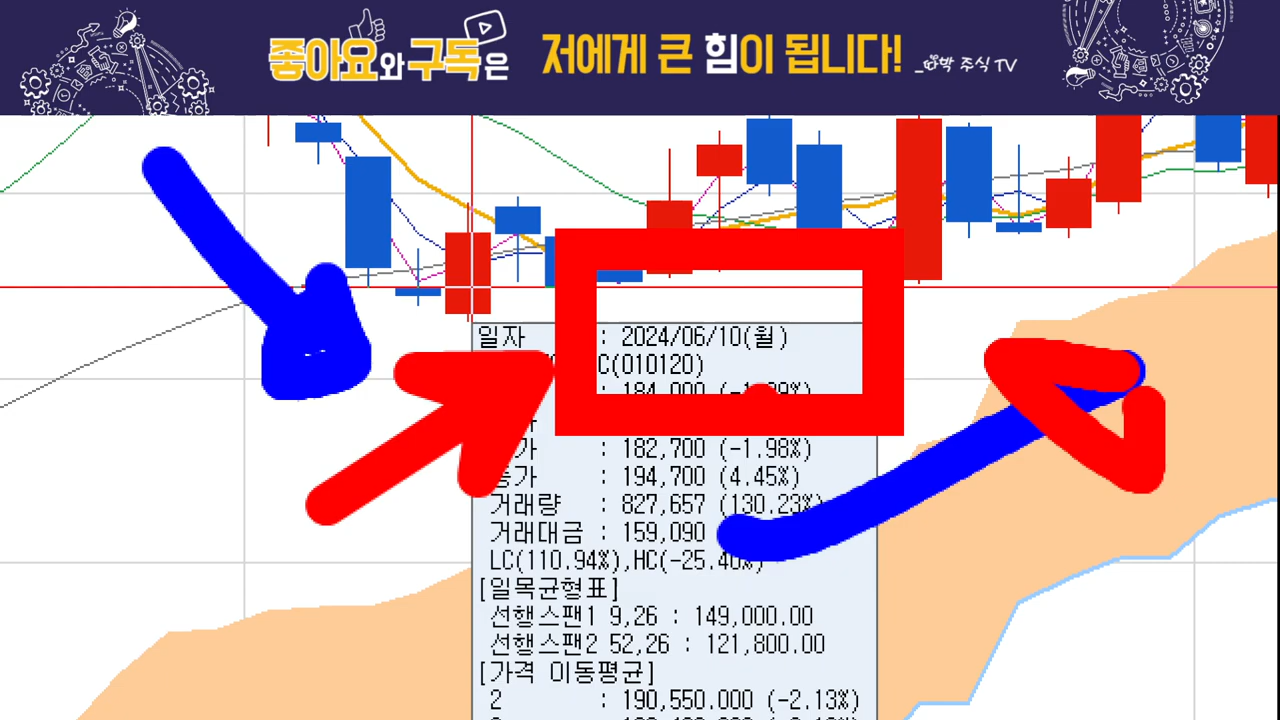 좋아요와 구독은 저에게 큰 힘이 됩니다!
박 주식 TV
일자 : 2024/06/10(월)
C(010120)
: 184,000
: 182,700 (-1.98%)
종가 : 194,700 (4.45%)
거래량 : 827,657 (130.23%)
거래대금 : 159,090
LC(110.94%),HC(-25.40%)
[일목균형표]
선행스팬1 9,26 : 149,000.00
선행스팬2 52,26 : 121,800.00
[가격 이동평균]
2 : 190,550.000 (-2.13%)